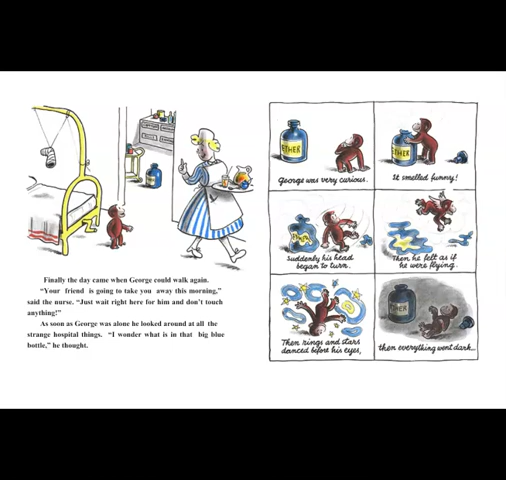 Finally the day came when George could walk again.
"Your friend is going to take you away this morning,"
said the nurse. "Just wait right here for him and don't touch
anything!"
As soon as George was alone he looked around at all the
strange hospital things. "I wonder what is in that big blue
bottle," he thought.
ETHER
George was very curious.
ETHER
It smelled funny!
Suddenly his head
began to turn.
Then he felt as if
he were flying.
Then rings and stars
danced before his eyes,
ETHER
then everything went dark...